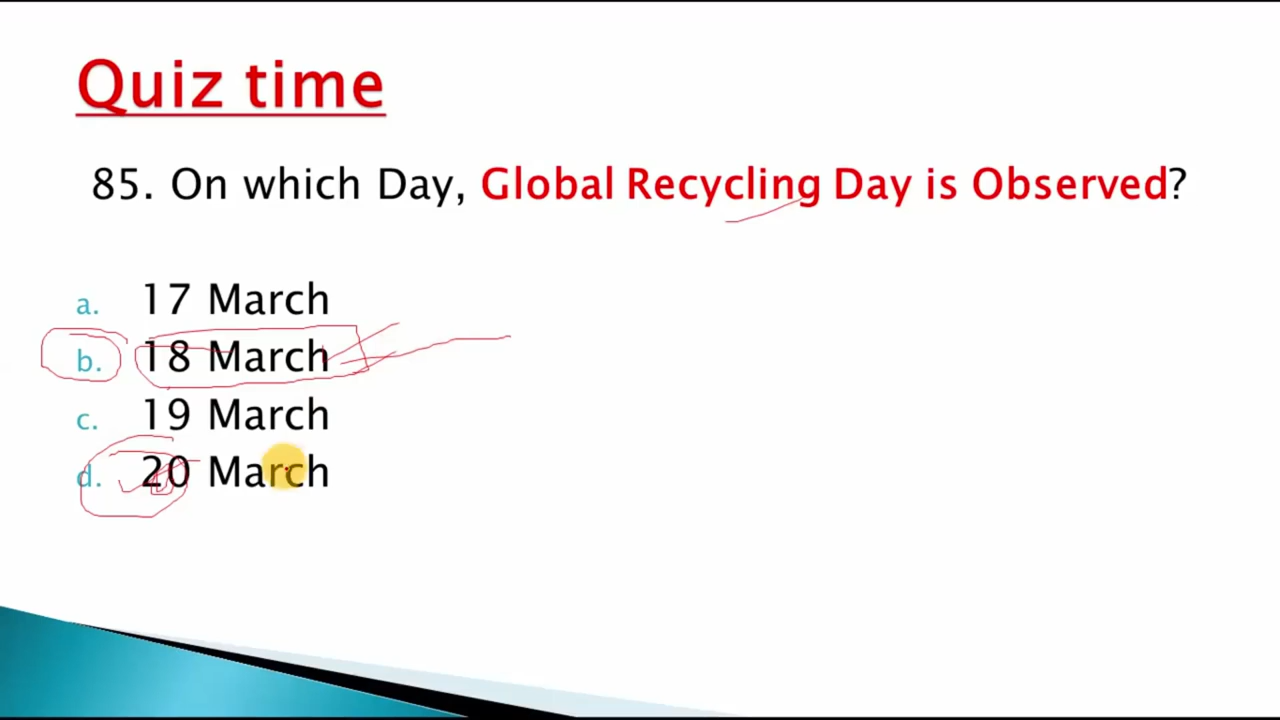 Quiz time
85. On which Day, Global Recycling Day is Observed?
a. 17 March
b. 18 March
c. 19 March
d. 20 March